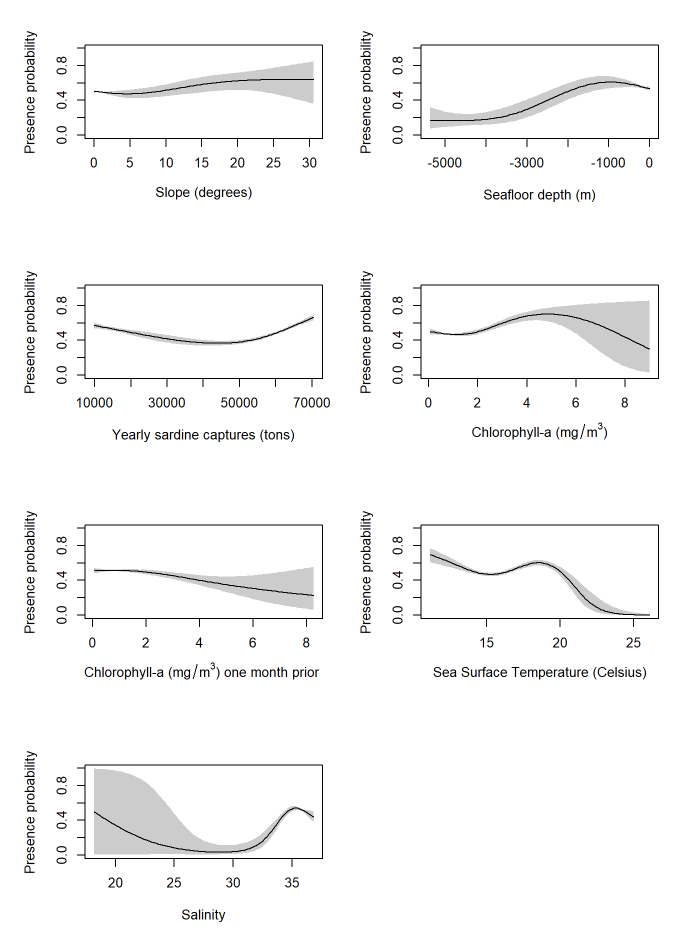 Presence probability
0.0 0.4 0.8
0 5 10 15 20 25 30
Slope (degrees)
Presence probability
0.0 0.4 0.8
-5000 -3000 -1000 0
Seafloor depth (m)
Presence probability
0.0 0.4 0.8
10000 30000 50000 70000
Yearly sardine captures (tons)
Presence probability
0.0 0.4 0.8
0 2 4 6 8
Chlorophyll-a (mg/m³)
Presence probability
0.0 0.4 0.8
0 2 4 6 8
Chlorophyll-a (mg/m³) one month prior
Presence probability
0.0 0.4 0.8
15 20 25
Sea Surface Temperature (Celsius)
Presence probability
0.0 0.4 0.8
20 25 30 35
Salinity